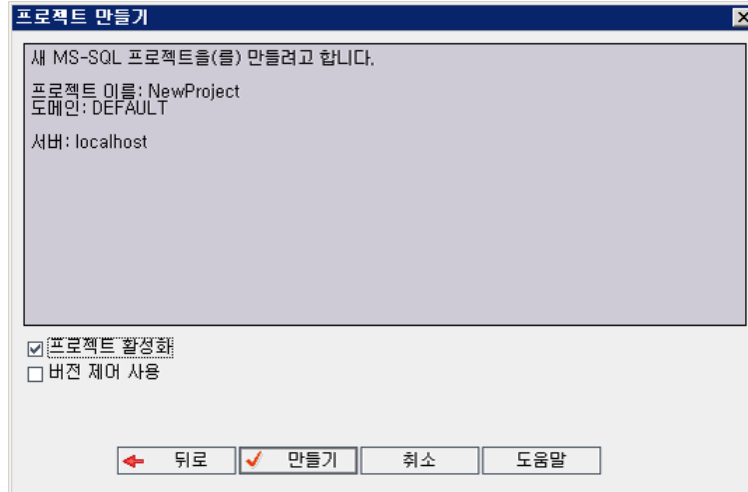 프로젝트 만들기
새 MS-SQL 프로젝트을(를) 만들려고 합니다.
프로젝트 이름: NewProject
도메인: DEFAULT
서버: localhost
프로젝트 활성화
버전 제어 사용
뒤로
만들기
취소
도움말